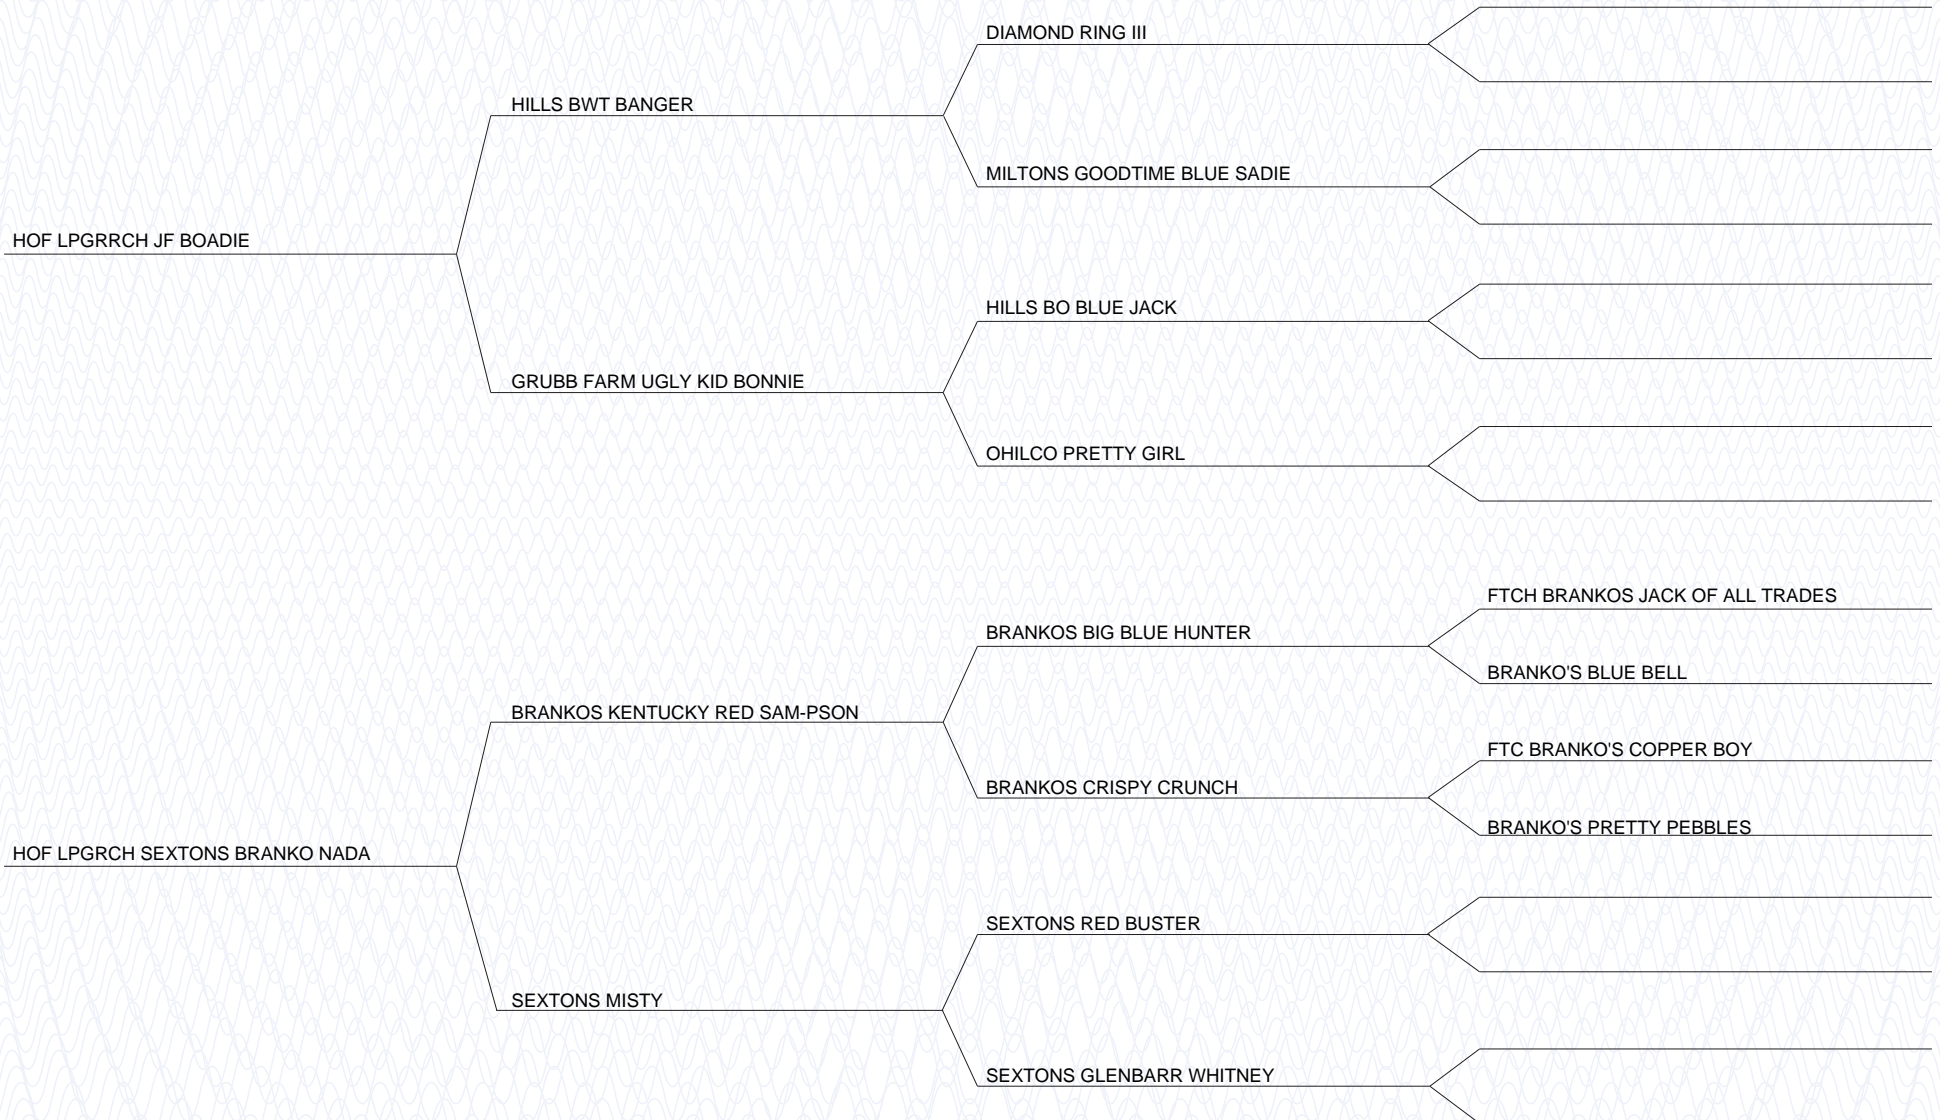 DIAMOND RING III
HILLS BWT BANGER
MILTONS GOODTIME BLUE SADIE
HOF LPGRRCH JF BOADIE
HILLS BO BLUE JACK
GRUBB FARM UGLY KID BONNIE
OHILCO PRETTY GIRL
FTCH BRANKOS JACK OF ALL TRADES
BRANKOS BIG BLUE HUNTER
BRANKO'S BLUE BELL
BRANKOS KENTUCKY RED SAM-PSON
FTC BRANKO'S COPPER BOY
BRANKOS CRISPY CRUNCH
BRANKO'S PRETTY PEBBLES
HOF LPGRCH SEXTONS BRANKO NADA
SEXTONS RED BUSTER
SEXTONS MISTY
SEXTONS GLENBARR WHITNEY